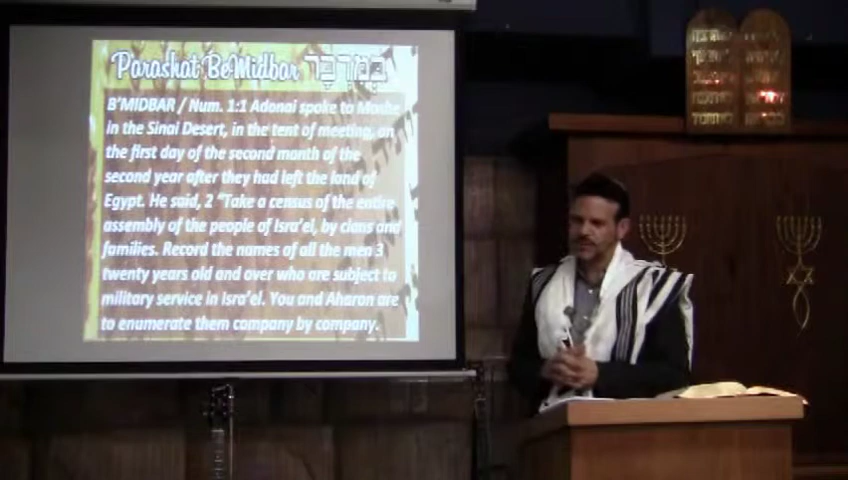 Parashat BeMidbar בְּמִדְבַּר
B'MIDBAR / Num. 1:1 Adonai spoke to Moshe
in the Sinai Desert, in the tent of meeting, on
the first day of the second month of the
second year after they had left the land of
Egypt. He said, 2 "Take a census of the entire
assembly of the people of Isra'el, by clans and
families. Record the names of all the men 3
twenty years old and over who are subject to
military service in Isra'el. You and Aharon are
to enumerate them company by company.